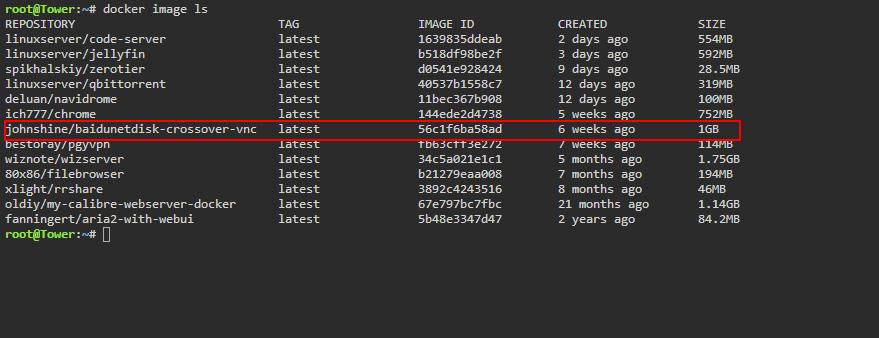 root@Tower:~# docker image ls
REPOSITORY TAG IMAGE ID CREATED SIZE
linuxserver/code-server latest 1639835ddeab 2 days ago 554MB
linuxserver/jellyfin latest b518df98be2f 3 days ago 592MB
spikhalskiy/zerotier latest d0541e928424 9 days ago 28.5MB
linuxserver/qbittorrent latest 40537b1558c7 12 days ago 319MB
deluan/navidrome latest 11bec367b908 12 days ago 100MB
ich777/chrome latest 144ede2d4738 5 weeks ago 752MB
johnshine/baidunetdisk-crossover-vnc latest 56c1f6ba58ad 6 weeks ago 1GB
bestoray/pgyvpn latest fb63cff3e272 7 weeks ago 114MB
wiznote/wizserver latest 34c5a021e1c1 5 months ago 1.75GB
80x86/filebrowser latest b21279eaa008 7 months ago 194MB
xlight/rrshare latest 3892c4243516 8 months ago 46MB
oldiy/my-calibre-webserver-docker latest 67e797bc7fbc 21 months ago 1.14GB
fanningert/aria2-with-webui latest 5b48e3347d47 2 years ago 84.2MB
root@Tower:~#